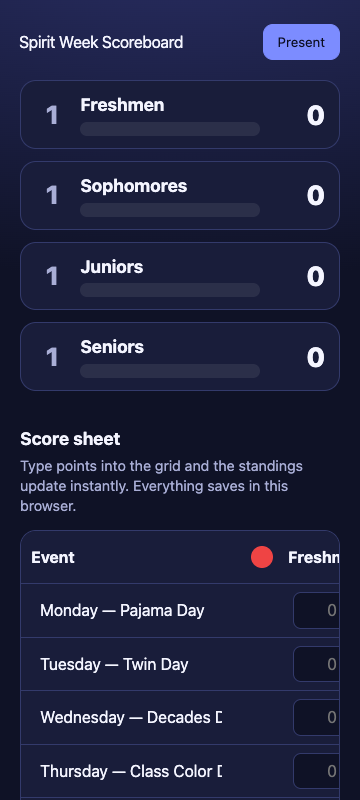 Spirit Week Scoreboard
Present
1 Freshmen 0
1 Sophomores 0
1 Juniors 0
1 Seniors 0
Score sheet
Type points into the grid and the standings
update instantly. Everything saves in this
browser.
Event Freshm
Monday — Pajama Day 0
Tuesday — Twin Day 0
Wednesday — Decades D 0
Thursday — Class Color D 0